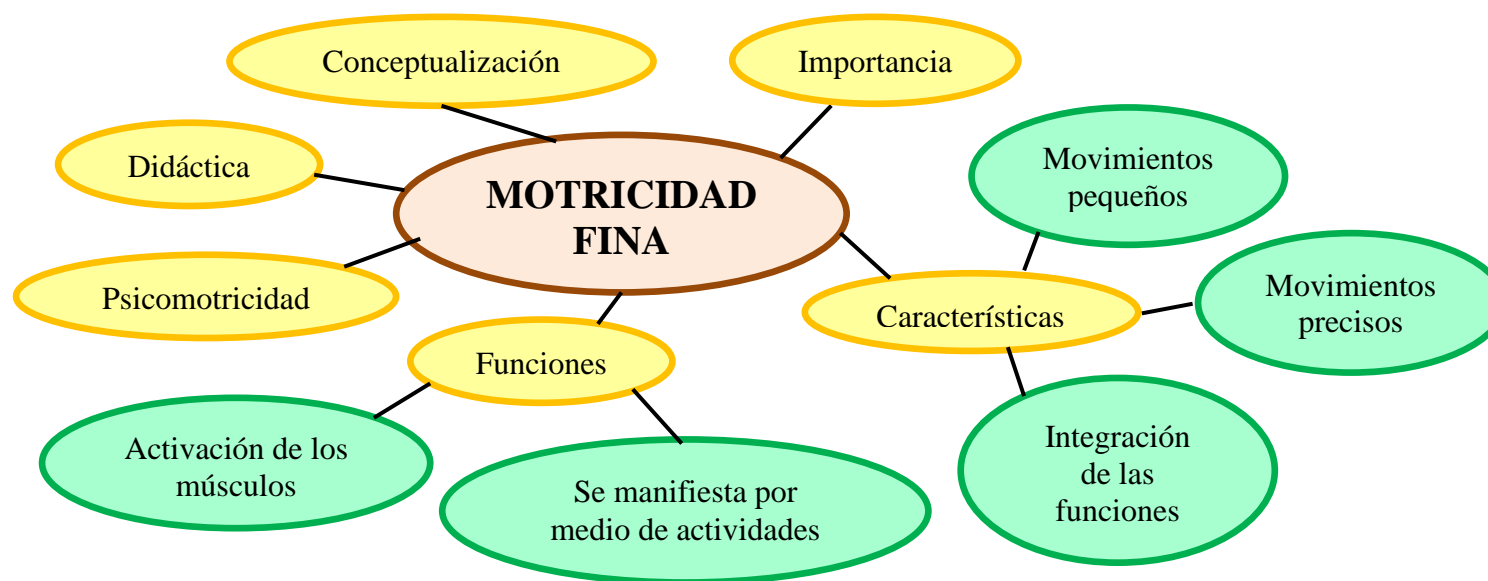 Conceptualización
Importancia
Didáctica
MOTRICIDAD
FINA
Movimientos
pequeños
Psicomotricidad
Características
Movimientos
precisos
Funciones
Activación de los
músculos
Se manifiesta por
medio de actividades
Integración
de las
funciones